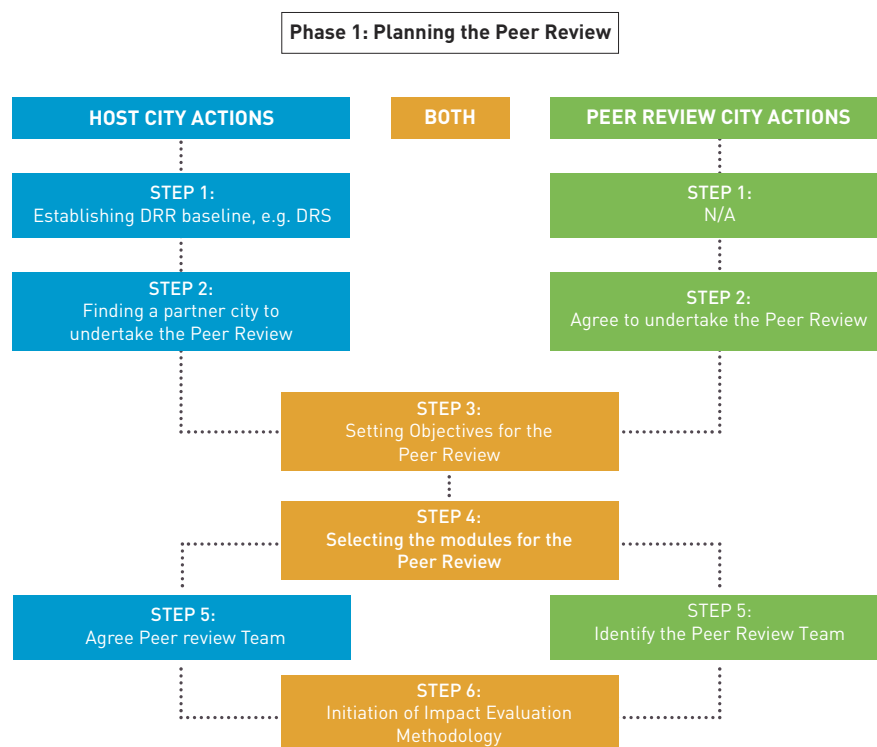 Phase 1: Planning the Peer Review
HOST CITY ACTIONS
BOTH
PEER REVIEW CITY ACTIONS
STEP 1:
Establishing DRR baseline, e.g. DRS
STEP 1:
N/A
STEP 2:
Finding a partner city to
undertake the Peer Review
STEP 2:
Agree to undertake the Peer Review
STEP 3:
Setting Objectives for the
Peer Review
STEP 4:
Selecting the modules for the
Peer Review
STEP 5:
Agree Peer review Team
STEP 5:
Identify the Peer Review Team
STEP 6:
Initiation of Impact Evaluation
Methodology